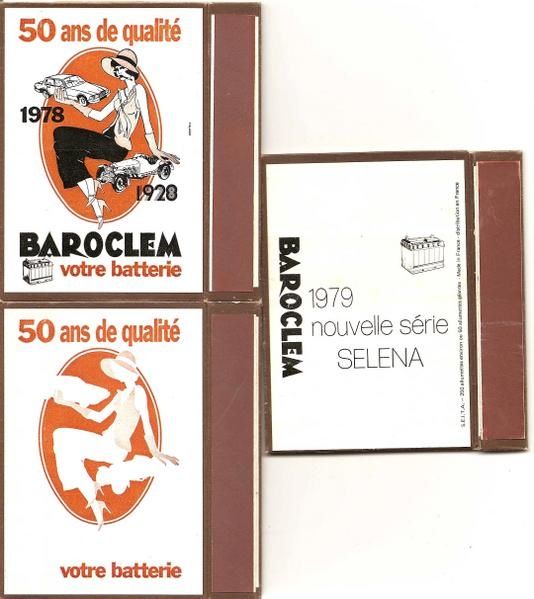 50 ans de qualité
1978
1928
BAROCLEM
votre batterie
50 ans de qualité
votre batterie
BAROCLEM
1979
nouvelle série
SELENA